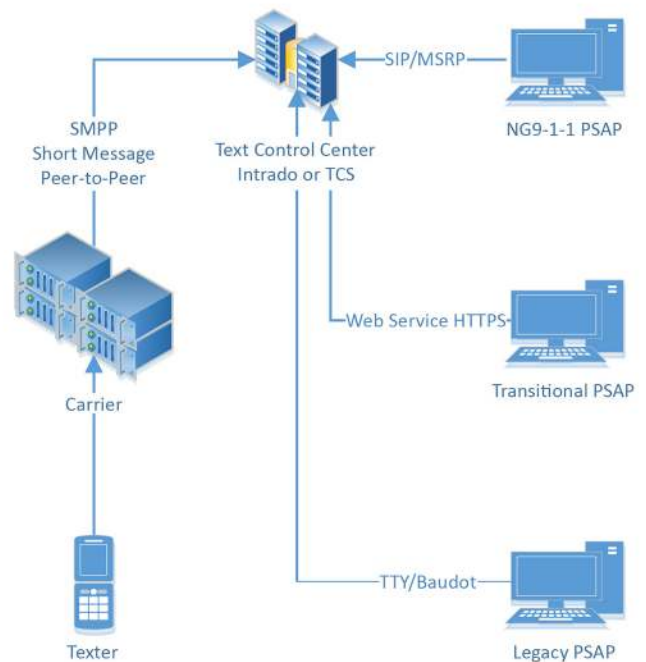 SIP/MSRP
NG9-1-1 PSAP
SMPP
Short Message
Peer-to-Peer
Text Control Center
Intrado or TCS
Web Service HTTPS
Transitional PSAP
Carrier
TTY/Baudot
Texter
Legacy PSAP